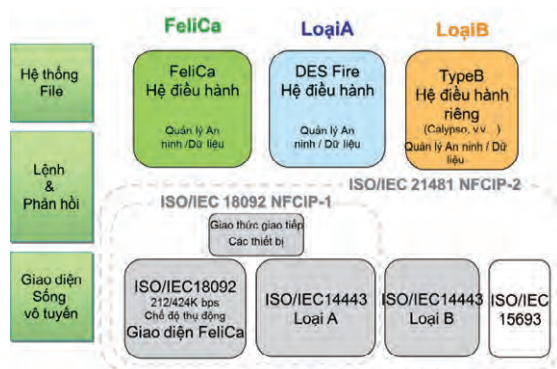 FeliCa
LoạiA
LoạiB
Hệ thống
File
FeliCa
Hệ điều hành
Quản lý An
ninh /Dữ liệu
DES Fire
Hệ điều hành
Quản lý An
ninh / Dữ liệu
TypeB
Hệ điều hành
riêng
(Calypso, v.v...)
Quản lý An ninh / Dữ
liệu
Lệnh
&
Phản hồi
ISO/IEC 21481 NFCIP-2
ISO/IEC 18092 NFCIP-1
Giao thức giao tiếp
Các thiết bị
Giao diện
Sống
vô tuyến
ISO/IEC18092
212/424K bps
Chế độ thụ động
Giao diện FeliCa
ISO/IEC14443
Loại A
ISO/IEC14443
Loại B
ISO/IEC
15693